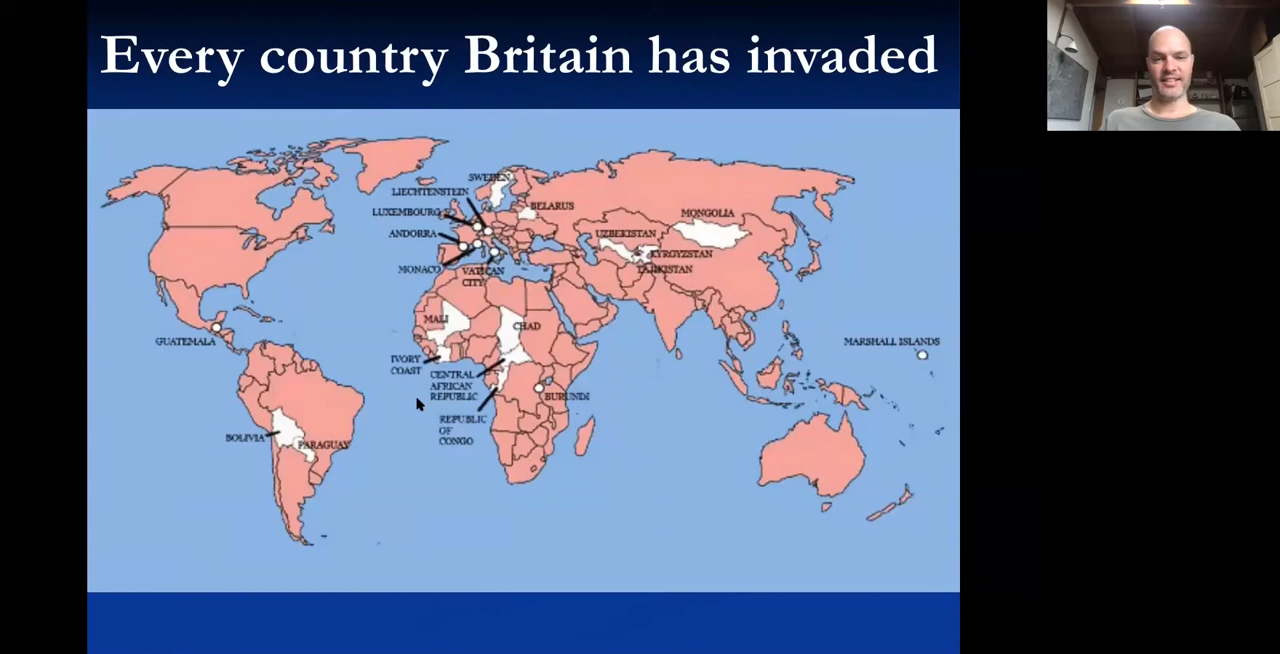 Every country Britain has invaded
SWEDEN
LIECHTENSTEIN
LUXEMBOURG
BELARUS
MONGOLIA
ANDORRA
UZBEKISTAN
KYRGYZSTAN
MONACO
VATICAN
CITY
TAJIKISTAN
MALI
CHAD
GUATEMALA
MARSHALL ISLANDS
IVORY
COAST
CENTRAL
AFRICAN
REPUBLIC
BURUNDI
REPUBLIC
OF
CONGO
BOLIVIA
PARAGUAY